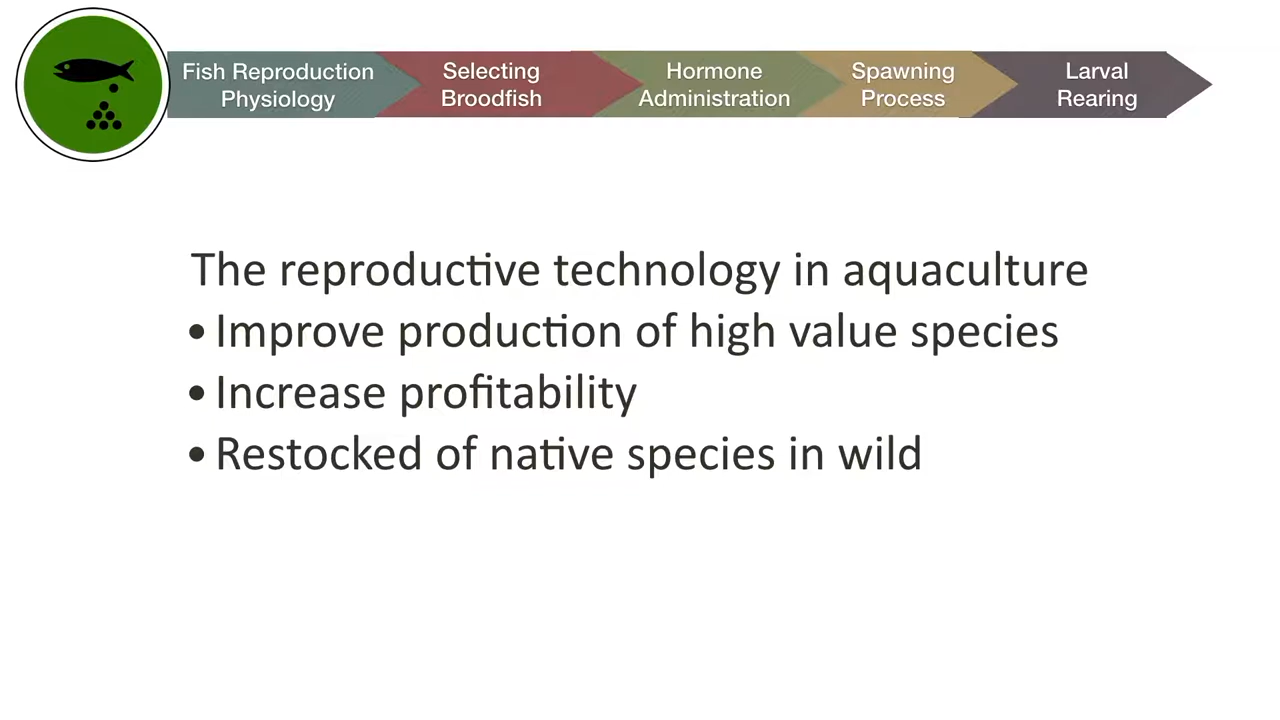 Fish Reproduction
Physiology
Selecting
Broodfish
Hormone
Administration
Spawning
Process
Larval
Rearing
The reproductive technology in aquaculture
• Improve production of high value species
• Increase profitability
• Restocked of native species in wild